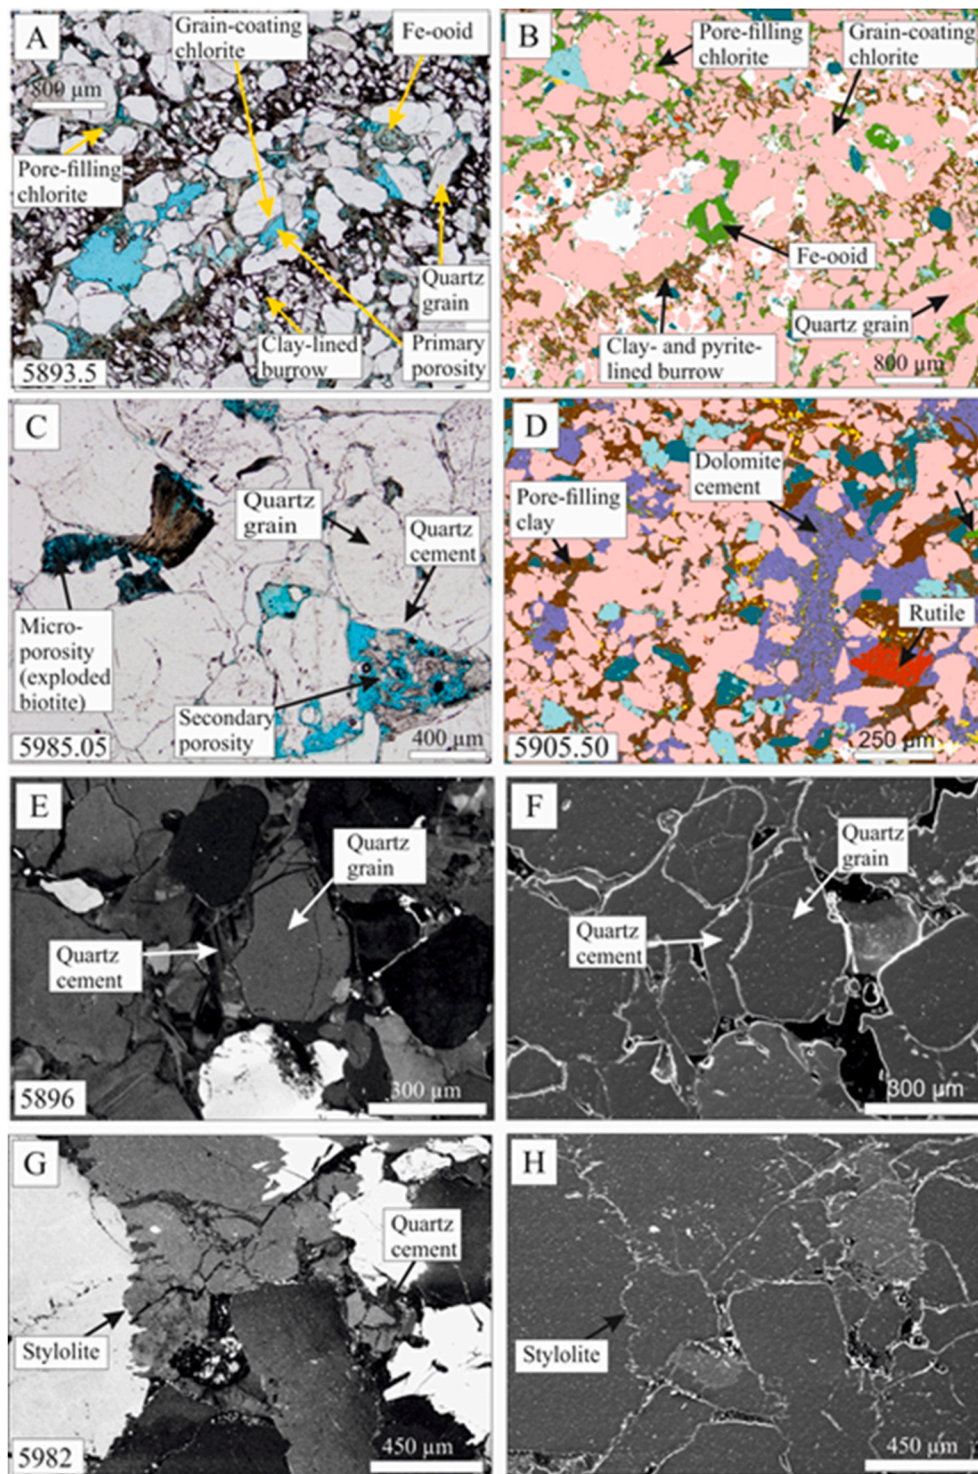 A
Grain-coating
chlorite
Fe-ooid
800 µm
Pore-filling
chlorite
Quartz
grain
Clay-lined
burrow
Primary
porosity
5893.5
B
Pore-filling
chlorite
Grain-coating
chlorite
Fe-ooid
Quartz grain
Clay- and pyrite-
lined burrow
800 µm
C
Quartz
grain
Quartz
cement
Micro-
porosity
(exploded
biotite)
Secondary
porosity
5985.05
400 µm
D
Dolomite
cement
Pore-filling
clay
Rutile
5905.50
250 µm
E
Quartz
grain
Quartz
cement
5896
300 µm
F
Quartz
grain
Quartz
cement
300 µm
G
Quartz
cement
Stylolite
5982
450 µm
H
Stylolite
450 µm